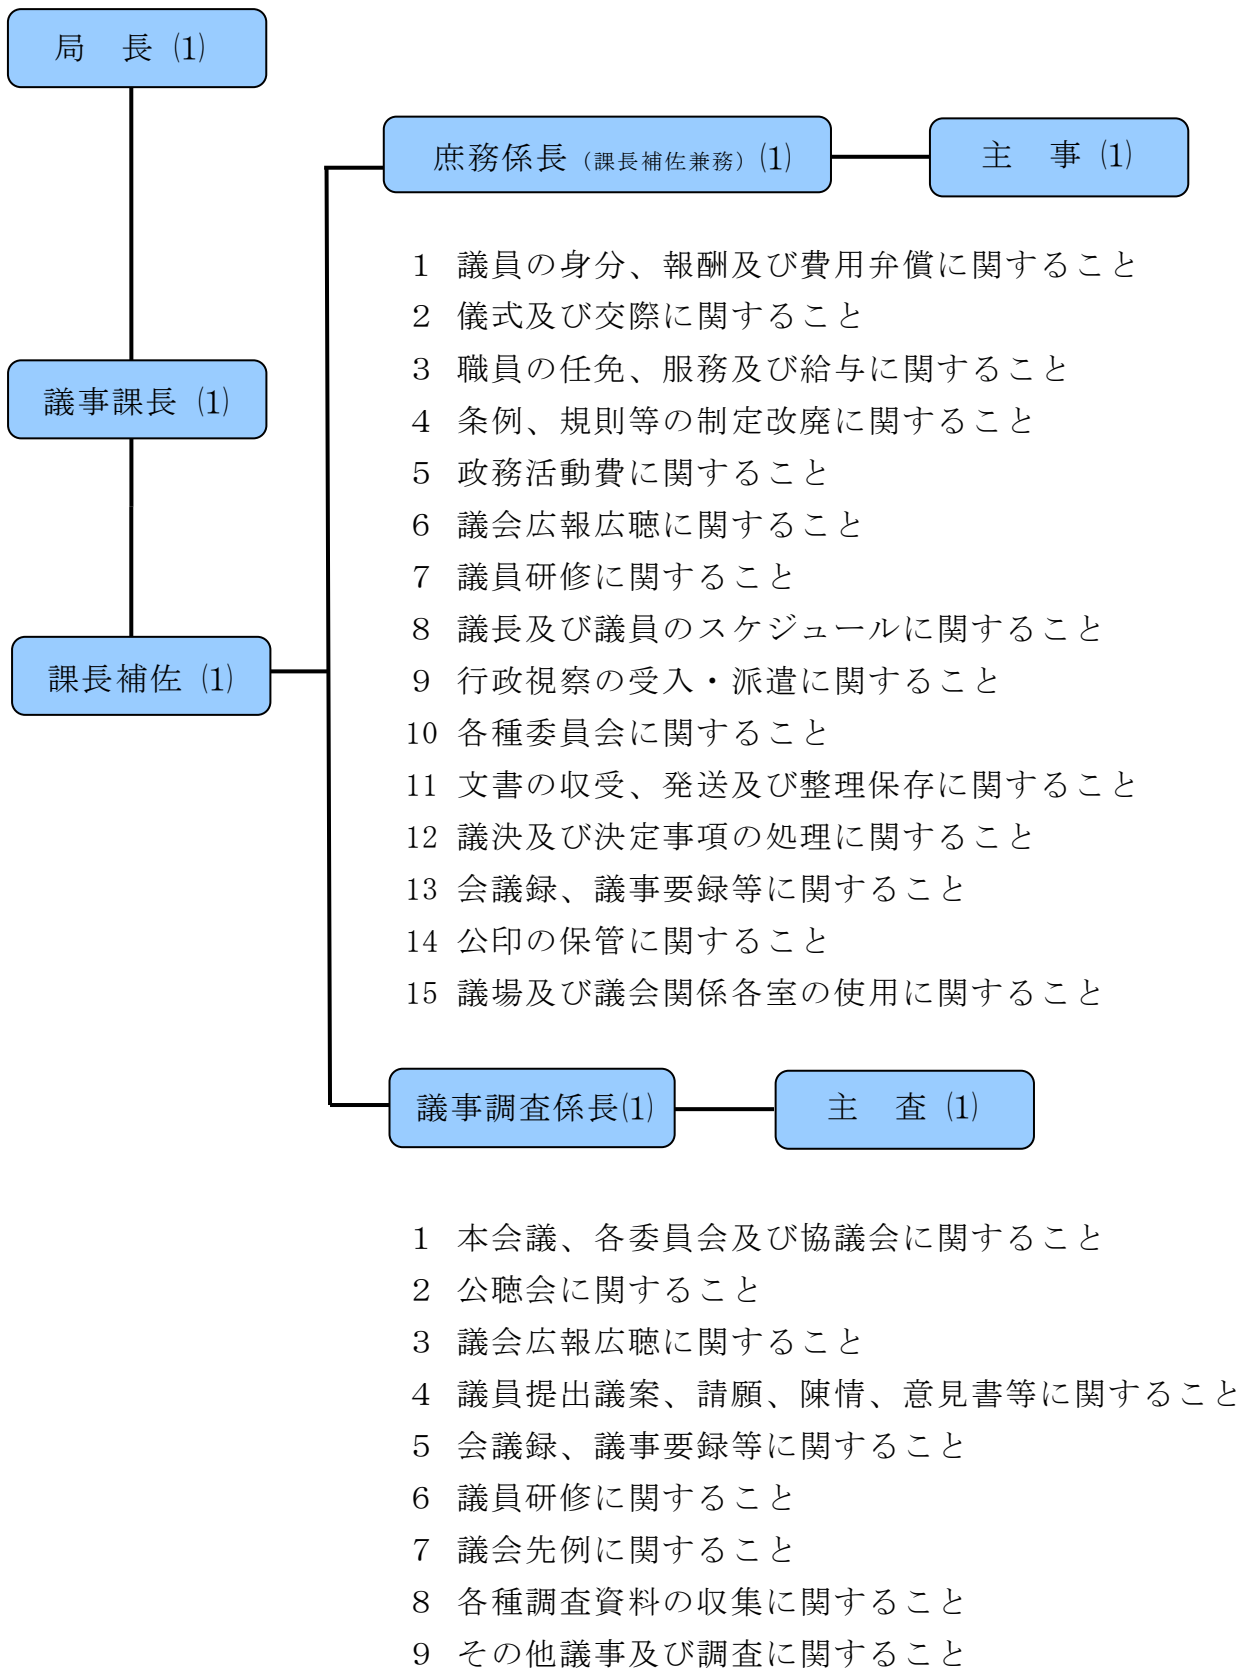 局　長 ⑴
庶務係長（課長補佐兼務）⑴
主　事 ⑴
1 議員の身分、報酬及び費用弁償に関すること
2 儀式及び交際に関すること
3 職員の任免、服務及び給与に関すること
議事課長 ⑴
4 条例、規則等の制定改廃に関すること
5 政務活動費に関すること
6 議会広報広聴に関すること
7 議員研修に関すること
8 議長及び議員のスケジュールに関すること
課長補佐 ⑴
9 行政視察の受入・派遣に関すること
10 各種委員会に関すること
11 文書の収受、発送及び整理保存に関すること
12 議決及び決定事項の処理に関すること
13 会議録、議事要録等に関すること
14 公印の保管に関すること
15 議場及び議会関係各室の使用に関すること
議事調査係長⑴
主　査 ⑴
1 本会議、各委員会及び協議会に関すること
2 公聴会に関すること
3 議会広報広聴に関すること
4 議員提出議案、請願、陳情、意見書等に関すること
5 会議録、議事要録等に関すること
6 議員研修に関すること
7 議会先例に関すること
8 各種調査資料の収集に関すること
9 その他議事及び調査に関すること